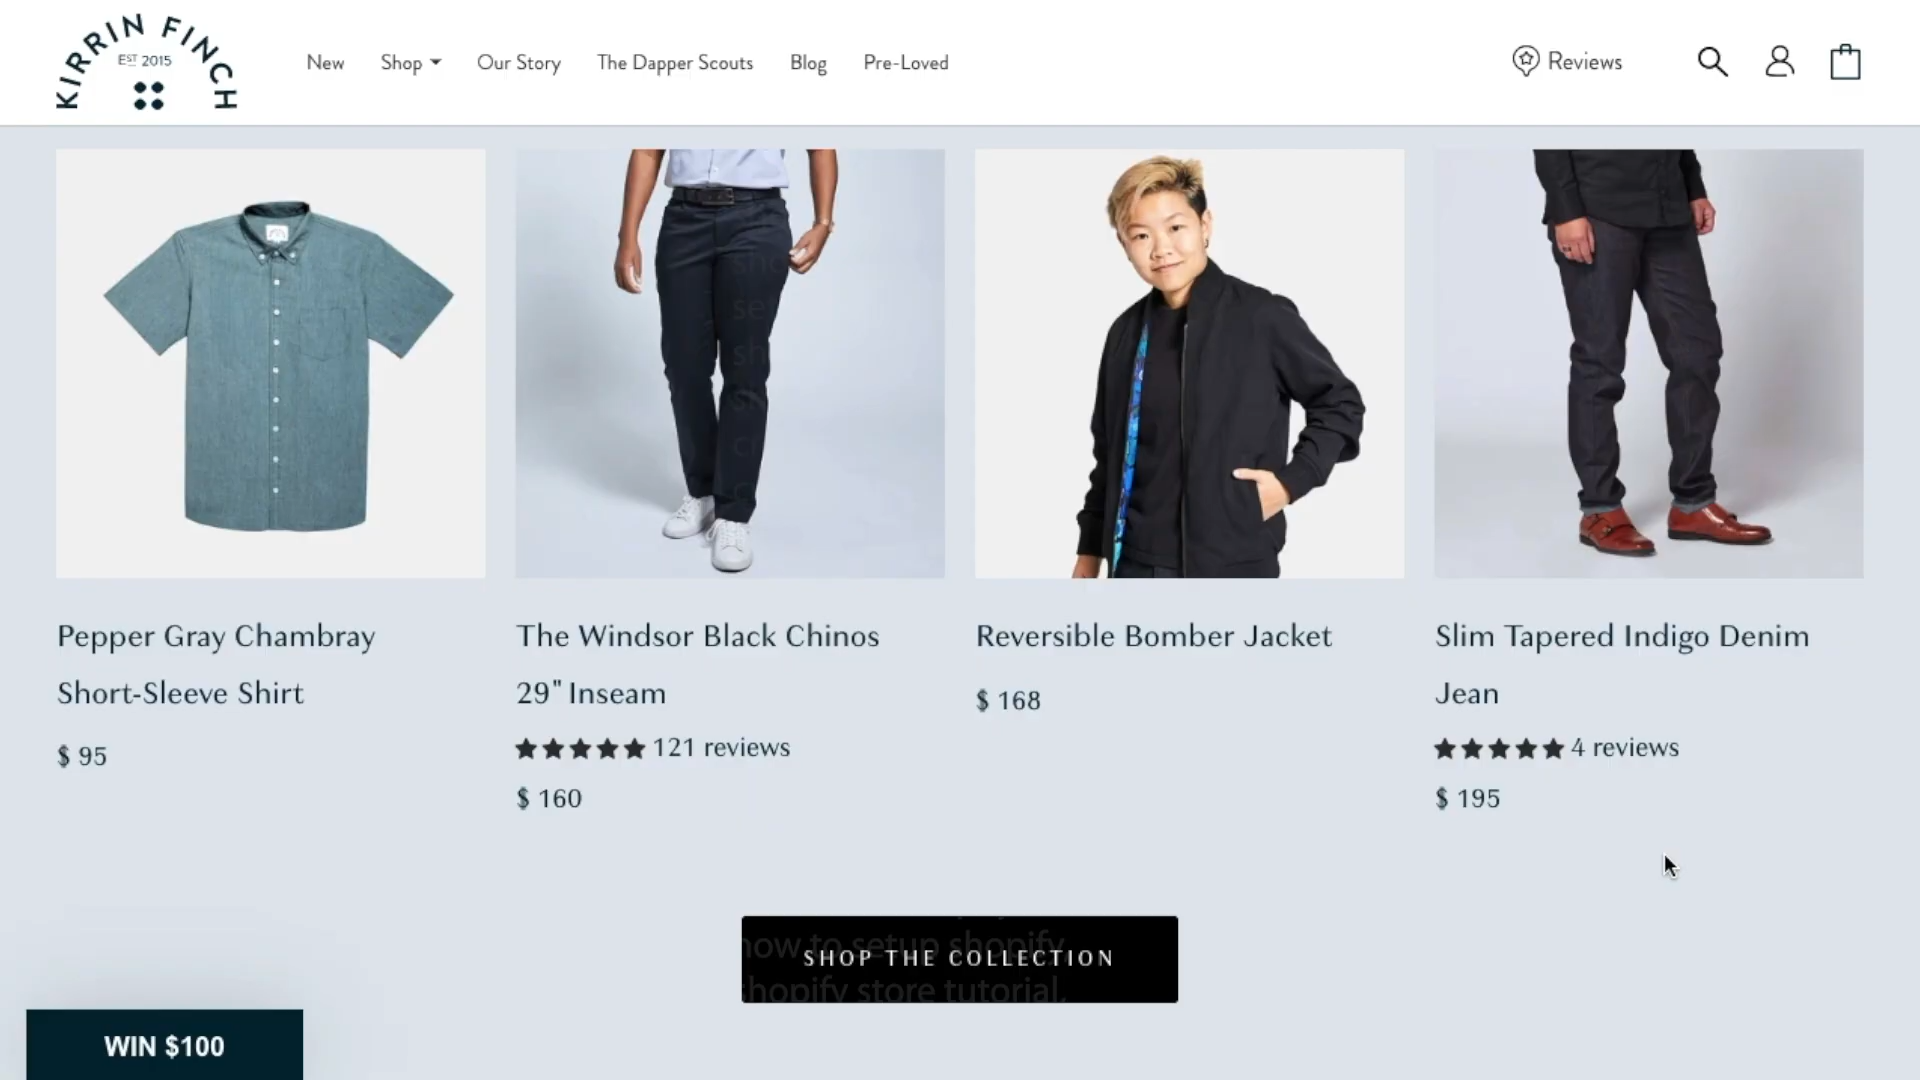 KIRRIN FINCH
EST 2015
New
Shop
Our Story
The Dapper Scouts
Blog
Pre-Loved
Reviews
Pepper Gray Chambray
Short-Sleeve Shirt
$ 95
The Windsor Black Chinos
29" Inseam
121 reviews
$ 160
Reversible Bomber Jacket
$ 168
Slim Tapered Indigo Denim
Jean
4 reviews
$ 195
how to setup shopify,
SHOP THE COLLECTION
shopify store tutorial,
WIN $100